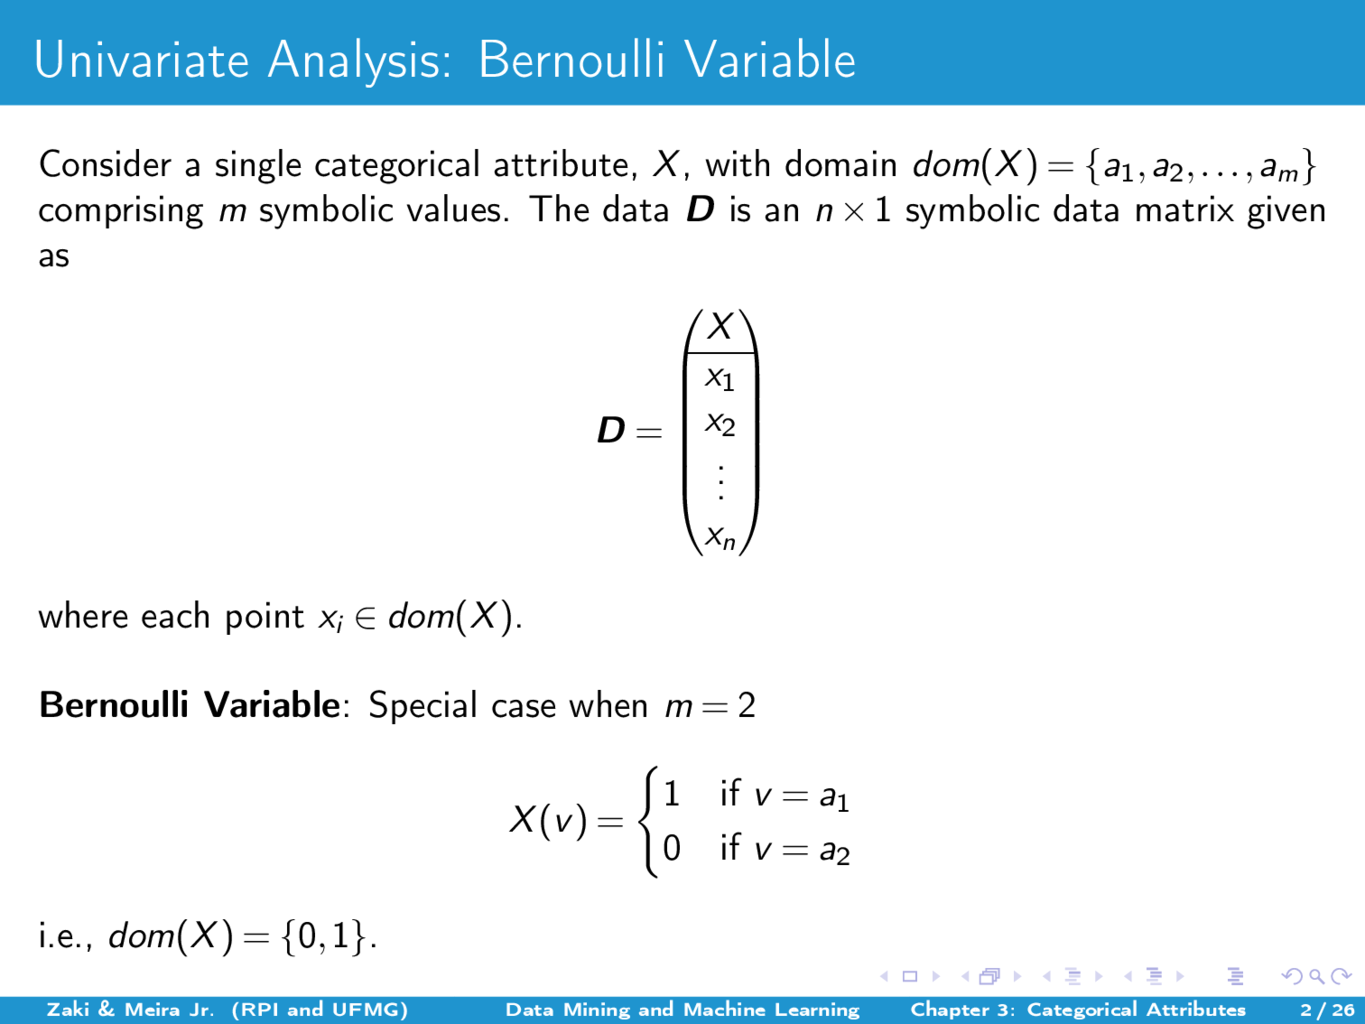 Univariate Analysis: Bernoulli Variable
Consider a single categorical attribute, X, with domain dom(X) = {a₁, a₂, ..., aₘ}
comprising m symbolic values. The data D is an n × 1 symbolic data matrix given
as
X
x₁
x₂
D =
⋮
xₙ
where each point xᵢ ∈ dom(X).
Bernoulli Variable: Special case when m = 2
X(v) = { 1 if v = a₁
0 if v = a₂
i.e., dom(X) = {0, 1}.
Zaki & Meira Jr. (RPI and UFMG) Data Mining and Machine Learning Chapter 3: Categorical Attributes 2 / 26